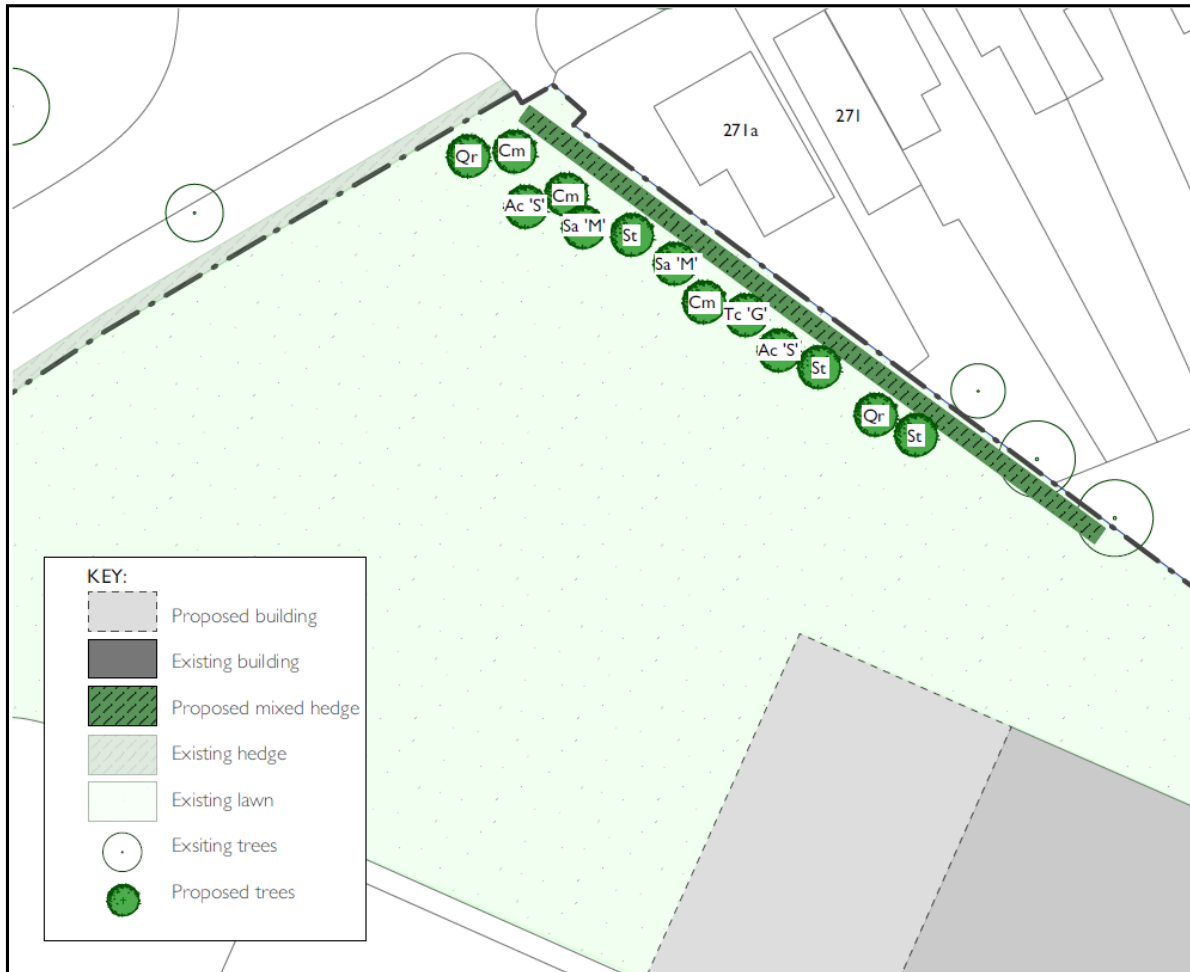 271a
271
Qr
Cm
Ac 'S'
Cm
Sa 'M'
St
Sa 'M'
Cm
Tc 'G'
Ac 'S'
St
Qr
St
KEY:
Proposed building
Existing building
Proposed mixed hedge
Existing hedge
Existing lawn
Exsiting trees
Proposed trees